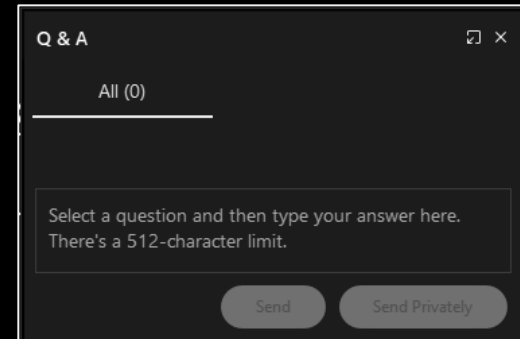 Q & A
All (0)
Select a question and then type your answer here.
There's a 512-character limit.
Send
Send Privately